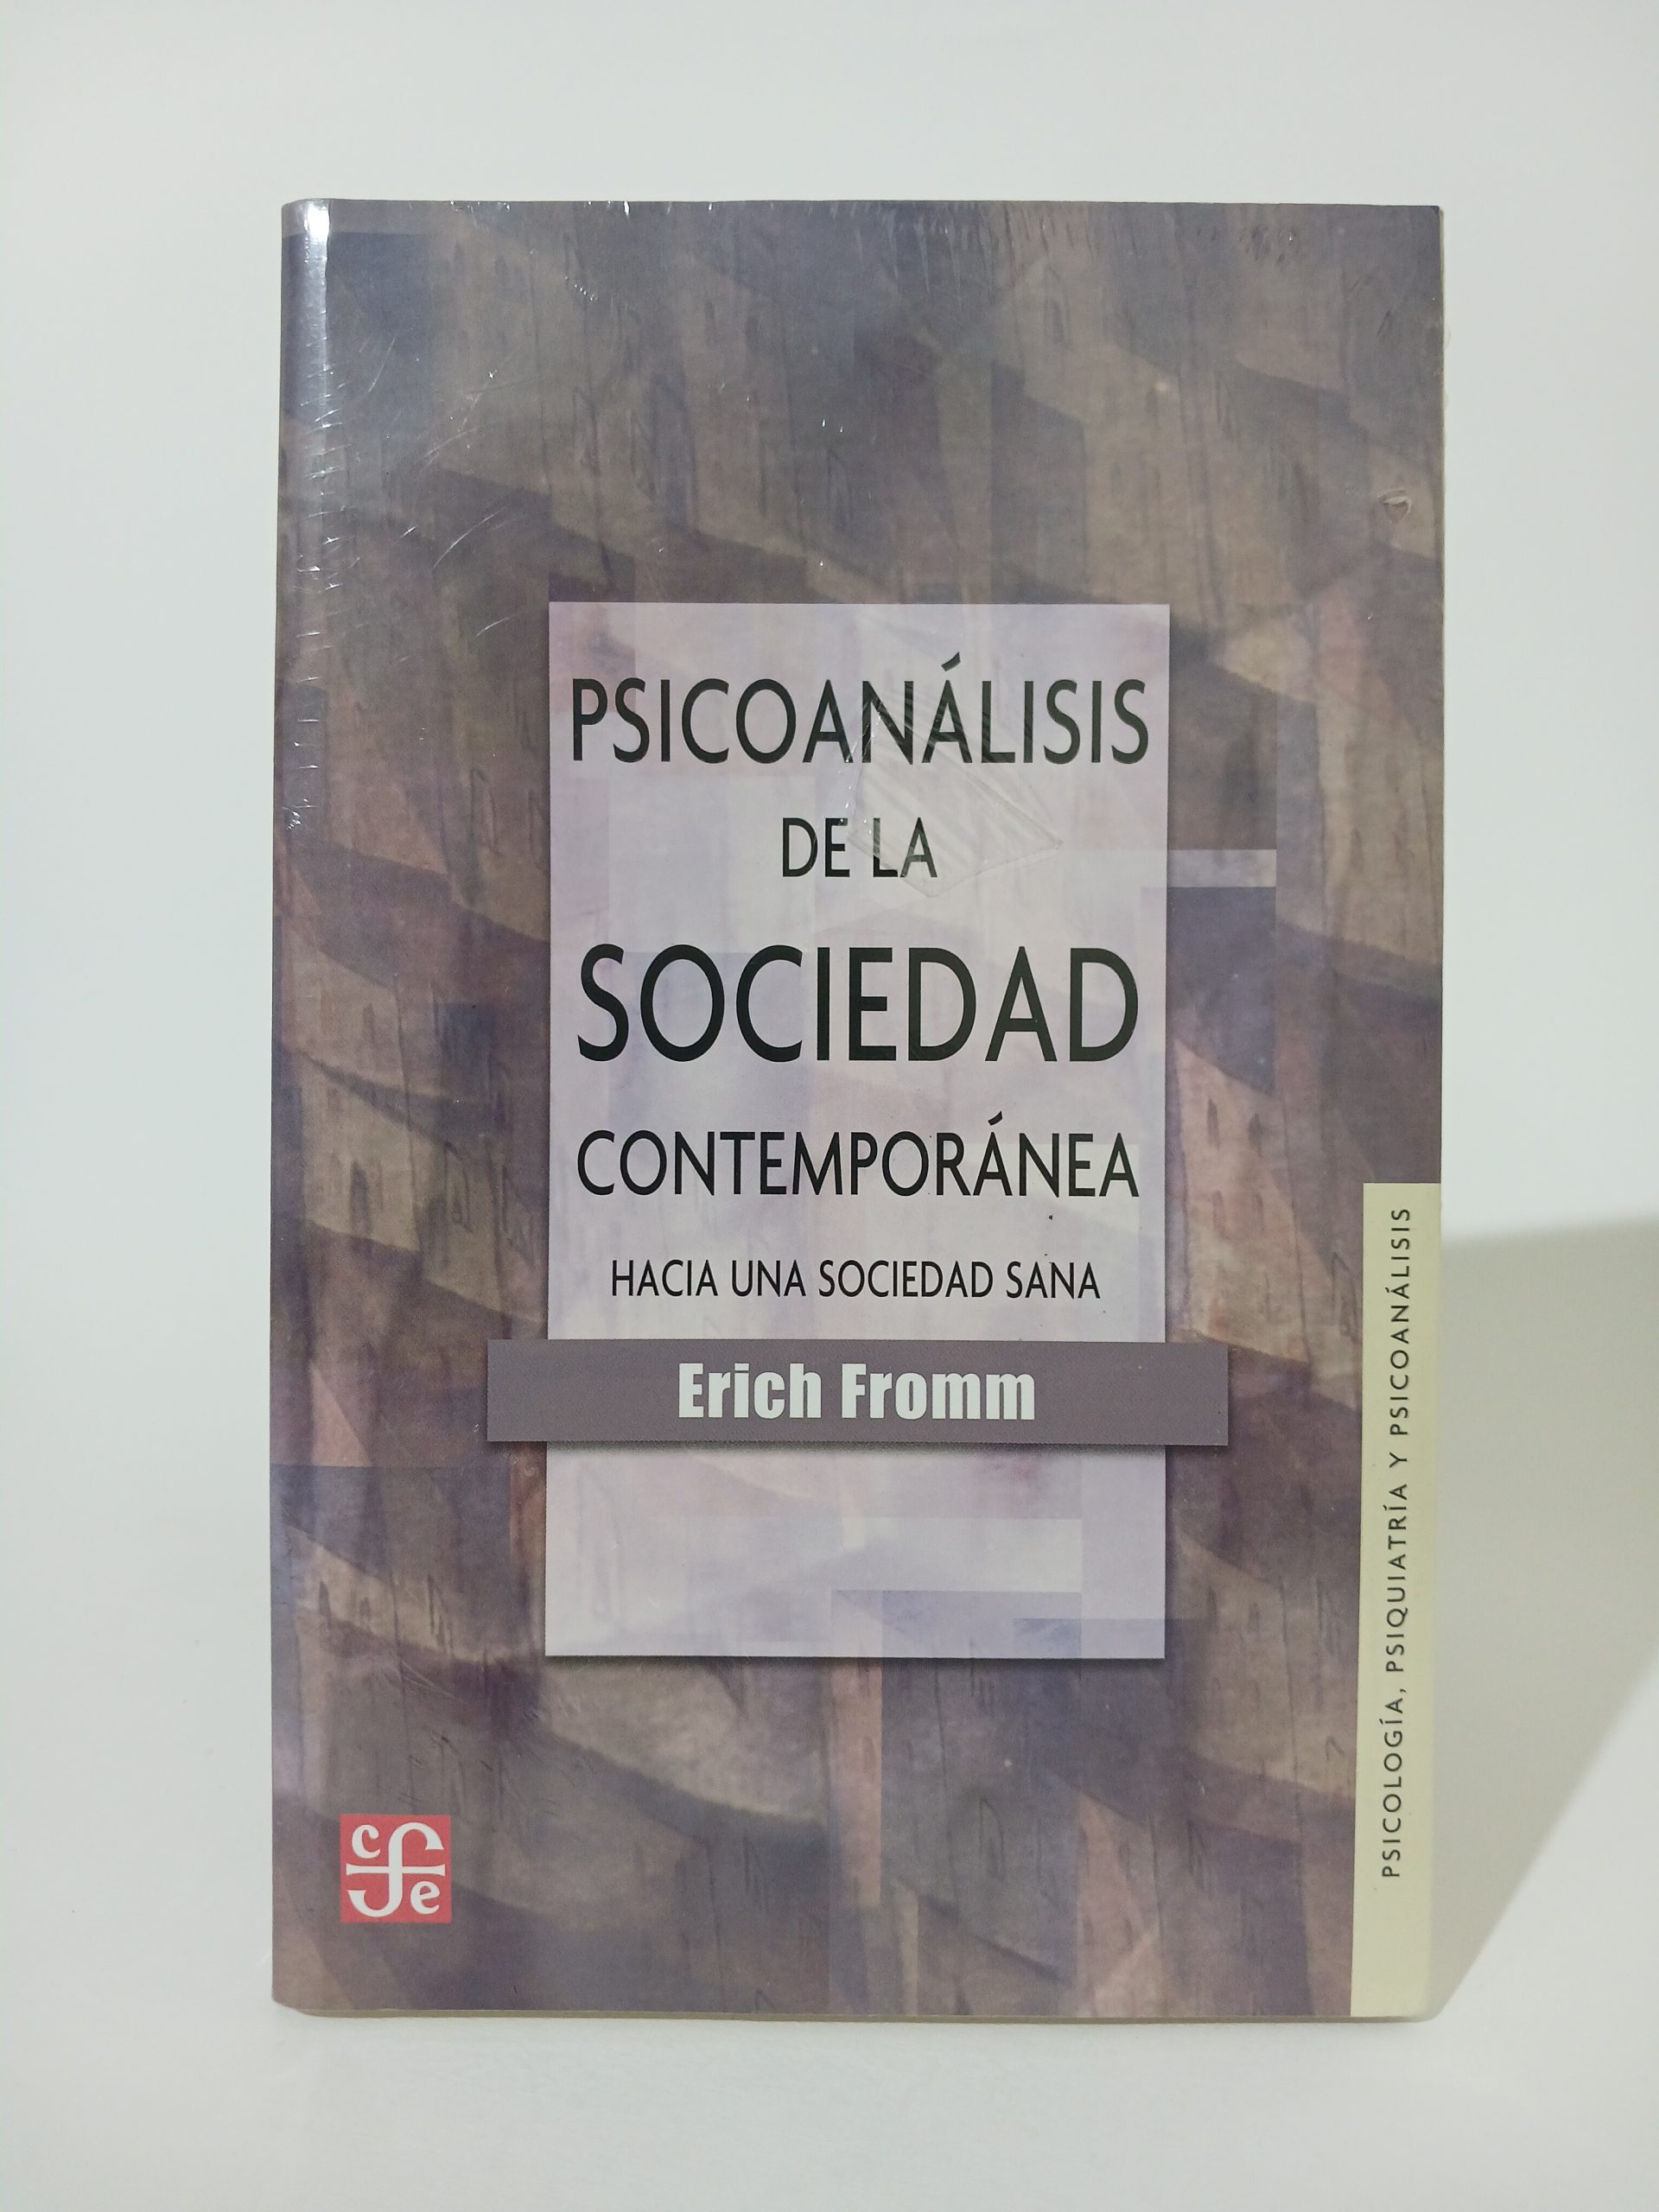 PSICOANÁLISIS
DE LA
SOCIEDAD
CONTEMPORÁNEA
HACIA UNA SOCIEDAD SANA
Erich Fromm
PSICOLOGÍA, PSIQUIATRÍA Y PSICOANÁLISIS
cfe